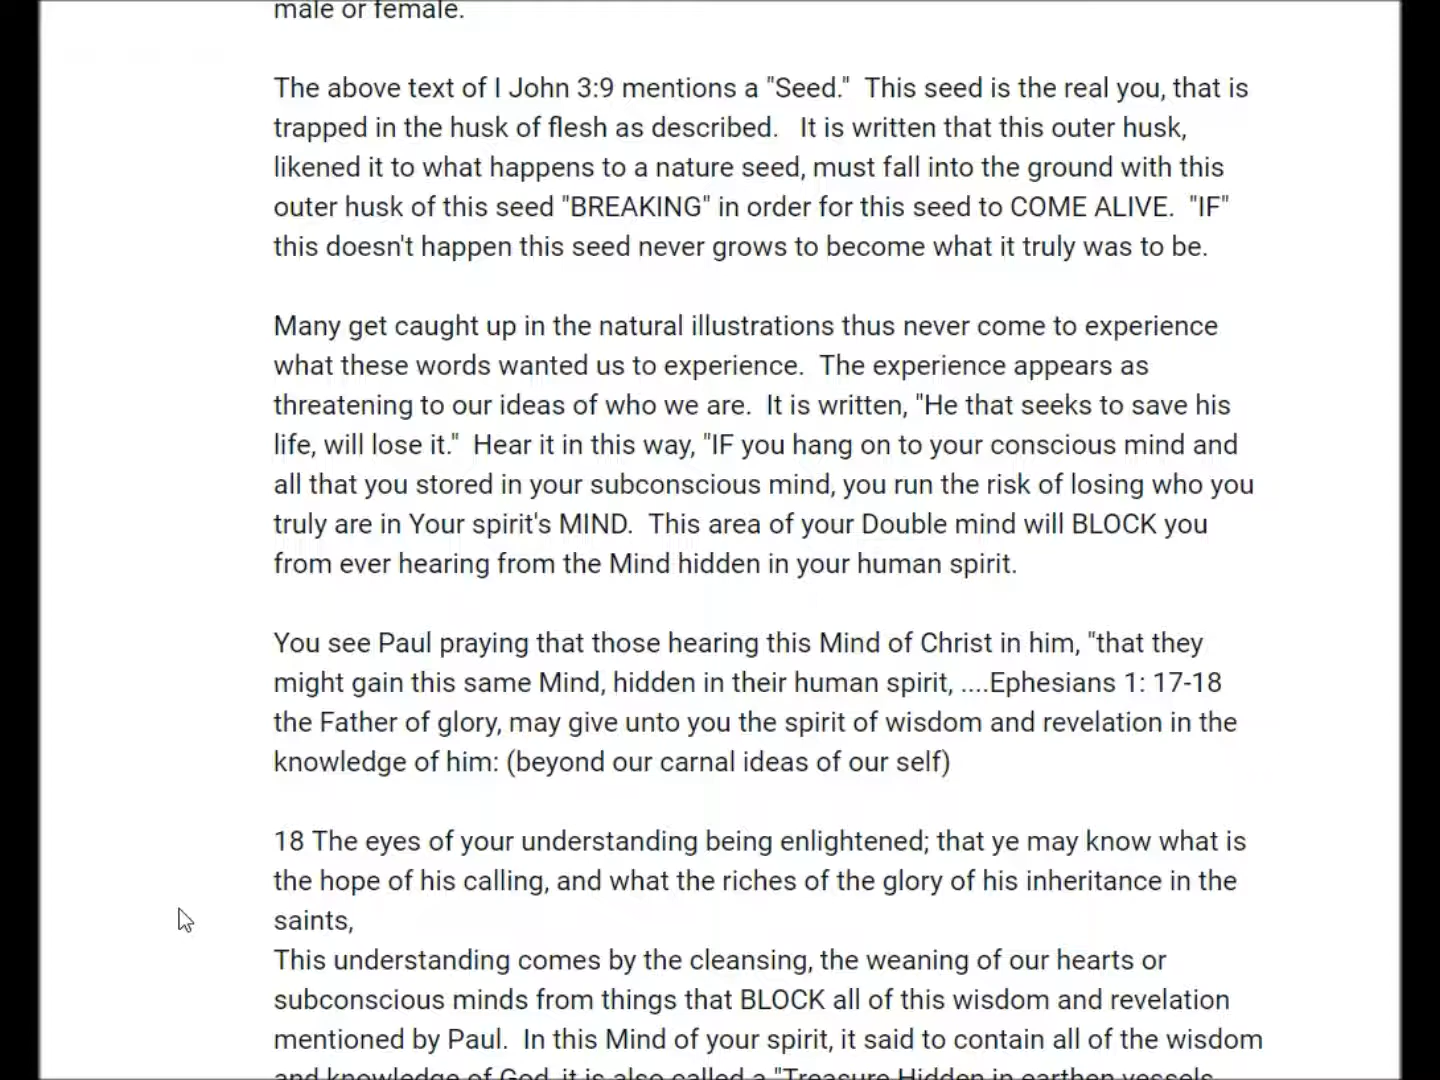 male or female.
The above text of I John 3:9 mentions a "Seed."  This seed is the real you, that is
trapped in the husk of flesh as described.   It is written that this outer husk,
likened it to what happens to a nature seed, must fall into the ground with this
outer husk of this seed "BREAKING" in order for this seed to COME ALIVE.  "IF"
this doesn't happen this seed never grows to become what it truly was to be.
Many get caught up in the natural illustrations thus never come to experience
what these words wanted us to experience.  The experience appears as
threatening to our ideas of who we are.  It is written, "He that seeks to save his
life, will lose it."  Hear it in this way, "IF you hang on to your conscious mind and
all that you stored in your subconscious mind, you run the risk of losing who you
truly are in Your spirit's MIND.  This area of your Double mind will BLOCK you
from ever hearing from the Mind hidden in your human spirit.
You see Paul praying that those hearing this Mind of Christ in him, "that they
might gain this same Mind, hidden in their human spirit, ....Ephesians 1: 17-18
the Father of glory, may give unto you the spirit of wisdom and revelation in the
knowledge of him: (beyond our carnal ideas of our self)
18 The eyes of your understanding being enlightened; that ye may know what is
the hope of his calling, and what the riches of the glory of his inheritance in the
saints,
This understanding comes by the cleansing, the weaning of our hearts or
subconscious minds from things that BLOCK all of this wisdom and revelation
mentioned by Paul.  In this Mind of your spirit, it said to contain all of the wisdom
and knowledge of God, it is also called a "Treasure Hidden in earthen vessels